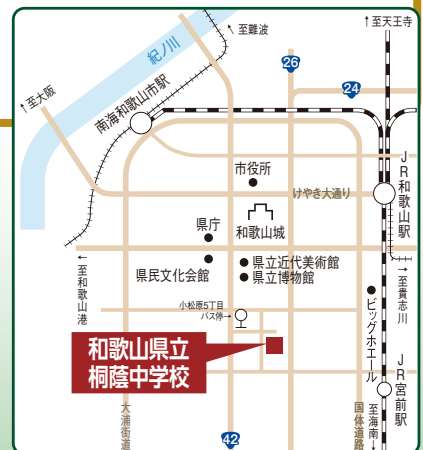 ↑至天王寺
↑至難波
紀ノ川
26
24
↑至大阪
南海和歌山市駅
市役所
けやき大通り
JR和歌山駅
和歌山城
県庁
県民文化会館
県立近代美術館
県立博物館
←至和歌山港
→至貴志川
小松原5丁目
バス停→
ビッグホエール
和歌山県立
桐蔭中学校
JR宮前駅
大浦街道
国体道路
至海南→
42